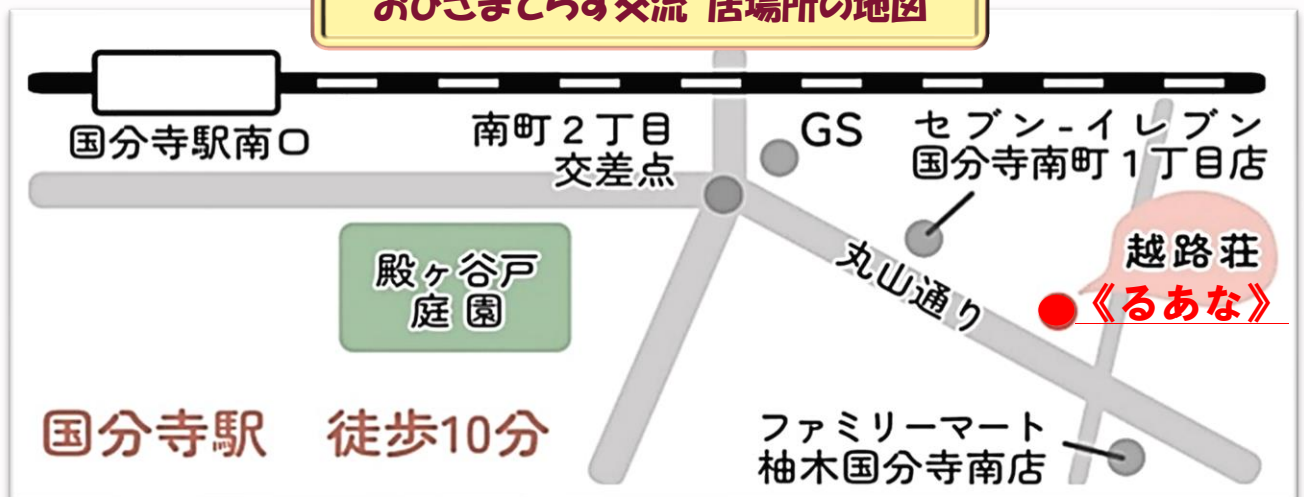 おひさまてらす交流 居場所の地図
国分寺駅南口
南町2丁目
交差点
GS
セブン-イレブン
国分寺南町1丁目店
殿ヶ谷戸
庭園
丸山通り
越路荘
《るあな》
国分寺駅 徒歩10分
ファミリーマート
柚木国分寺南店